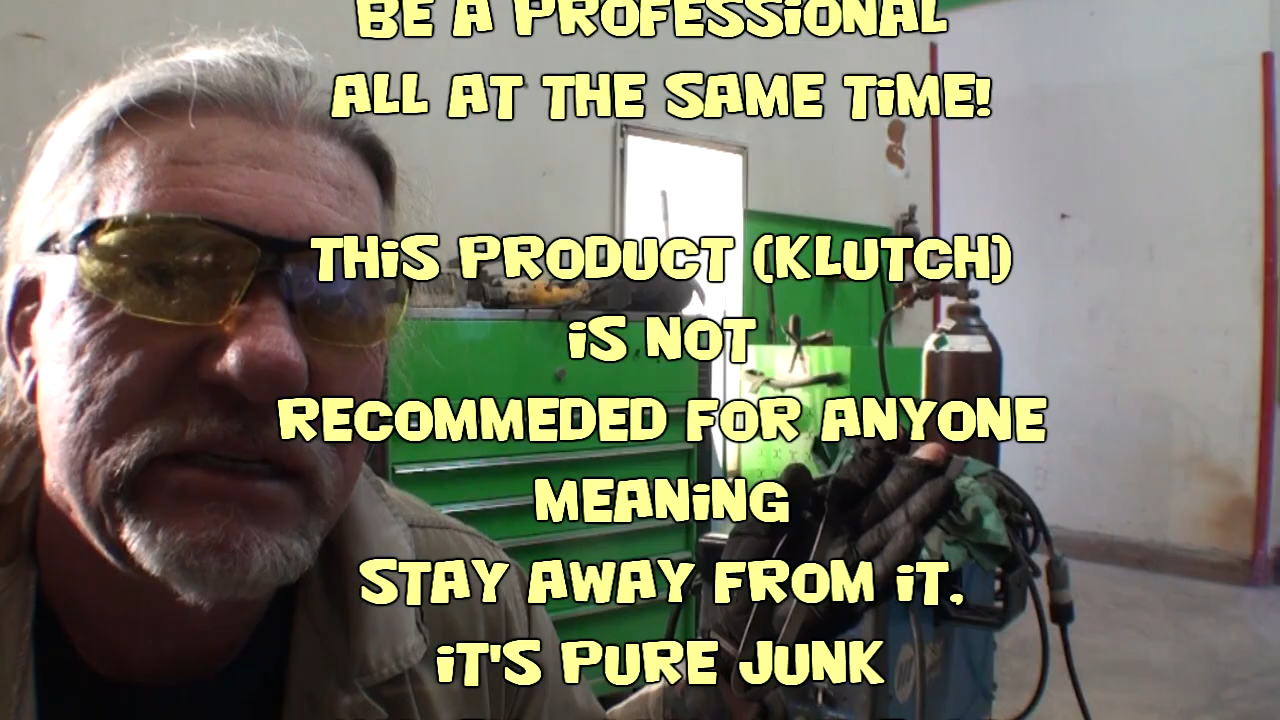 BE A PROFESSIONAL
ALL AT THE SAME TIME!
THIS PRODUCT (KLUTCH)
IS NOT
RECOMMEDED FOR ANYONE
MEANING
STAY AWAY FROM IT.
IT'S PURE JUNK